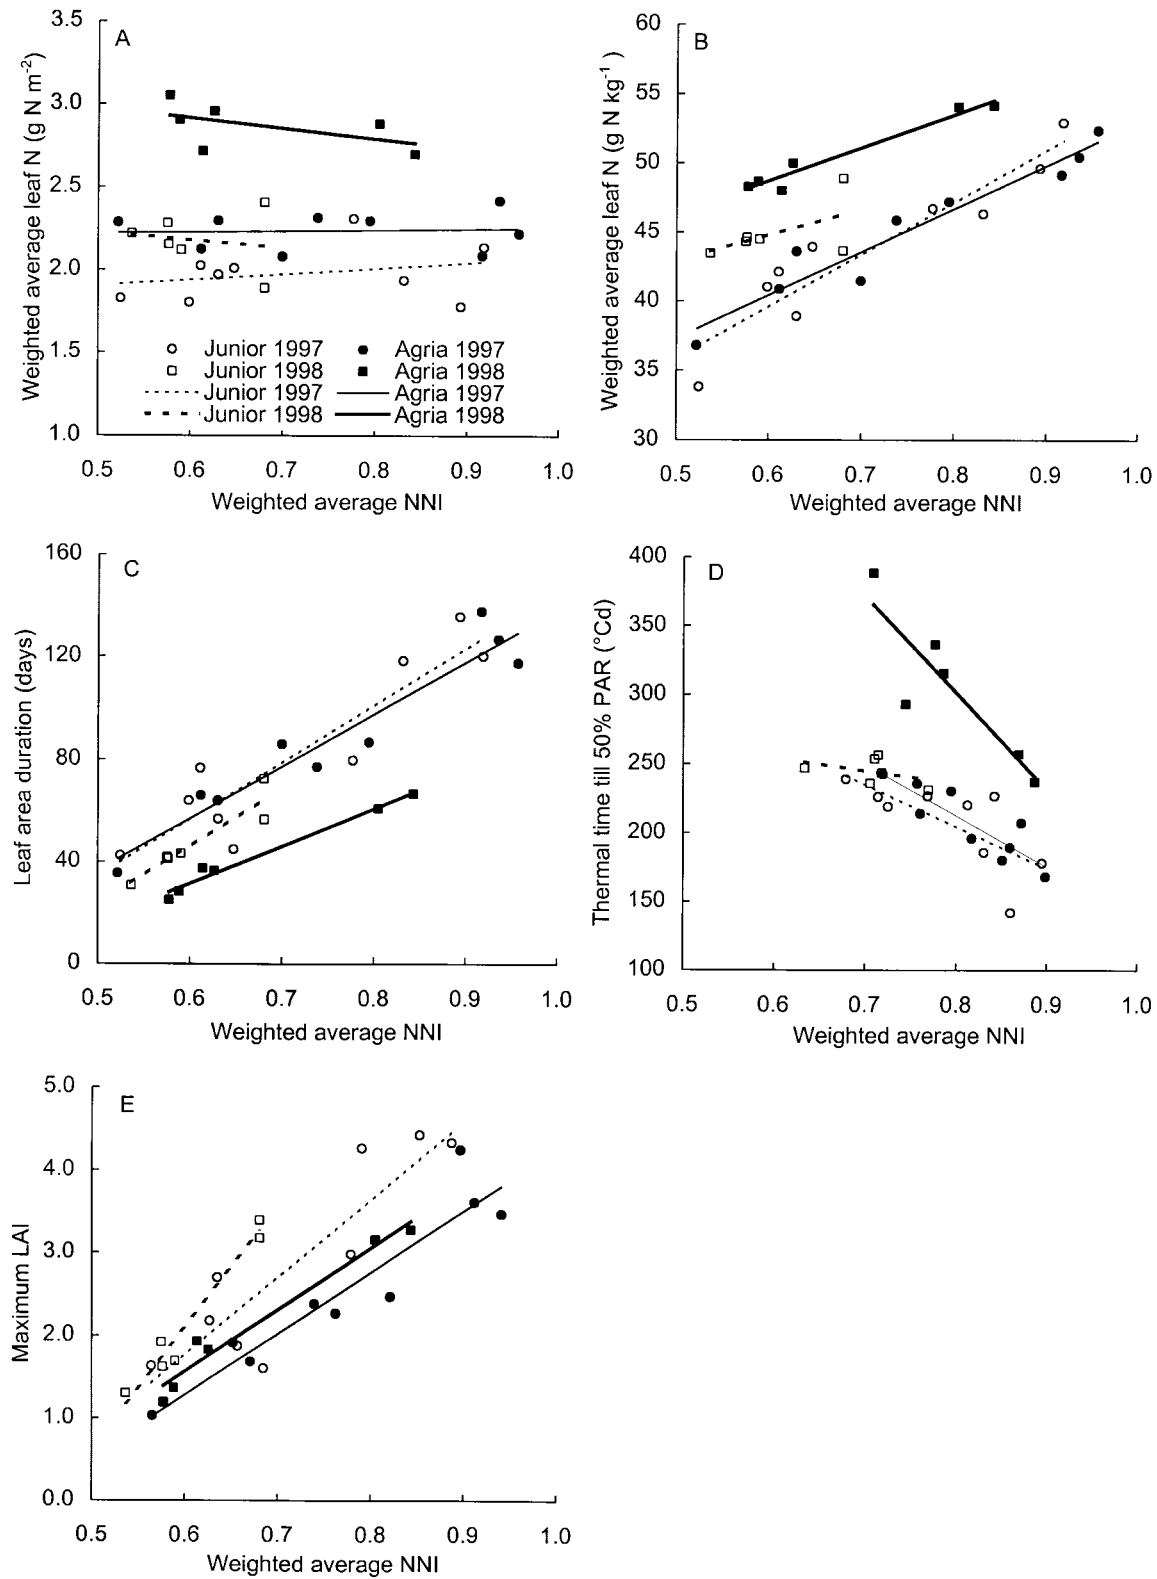 A
3.5
3.0
2.5
2.0
1.5
1.0
Weighted average leaf N (g N m-2)
Junior 1997 Agria 1997
Junior 1998 Agria 1998
Junior 1997 Agria 1997
Junior 1998 Agria 1998
0.5 0.6 0.7 0.8 0.9 1.0
Weighted average NNI
B
60
55
50
45
40
35
30
Weighted average leaf N (g N kg-1 )
0.5 0.6 0.7 0.8 0.9 1.0
Weighted average NNI
C
160
120
80
40
0
Leaf area duration (days)
0.5 0.6 0.7 0.8 0.9 1.0
Weighted average NNI
D
400
350
300
250
200
150
100
Thermal time till 50% PAR (°Cd)
0.5 0.6 0.7 0.8 0.9 1.0
Weighted average NNI
E
5.0
4.0
3.0
2.0
1.0
0.0
Maximum LAI
0.5 0.6 0.7 0.8 0.9 1.0
Weighted average NNI